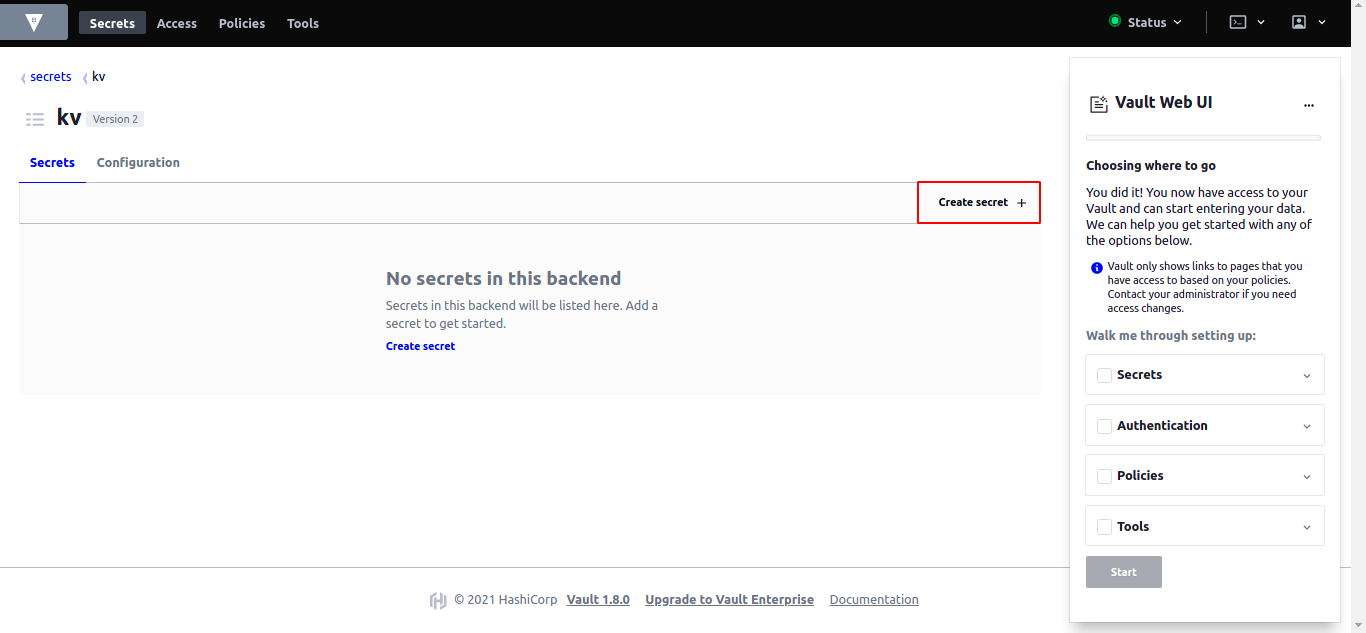 Secrets Access Policies Tools Status
secrets kv
kv Version 2
Secrets Configuration
Create secret +
No secrets in this backend
Secrets in this backend will be listed here. Add a
secret to get started.
Create secret
Vault Web UI ...
Choosing where to go
You did it! You now have access to your
Vault and can start entering your data.
We can help you get started with any of
the options below.
Vault only shows links to pages that you
have access to based on your policies.
Contact your administrator if you need
access changes.
Walk me through setting up:
Secrets
Authentication
Policies
Tools
Start
© 2021 HashiCorp Vault 1.8.0 Upgrade to Vault Enterprise Documentation